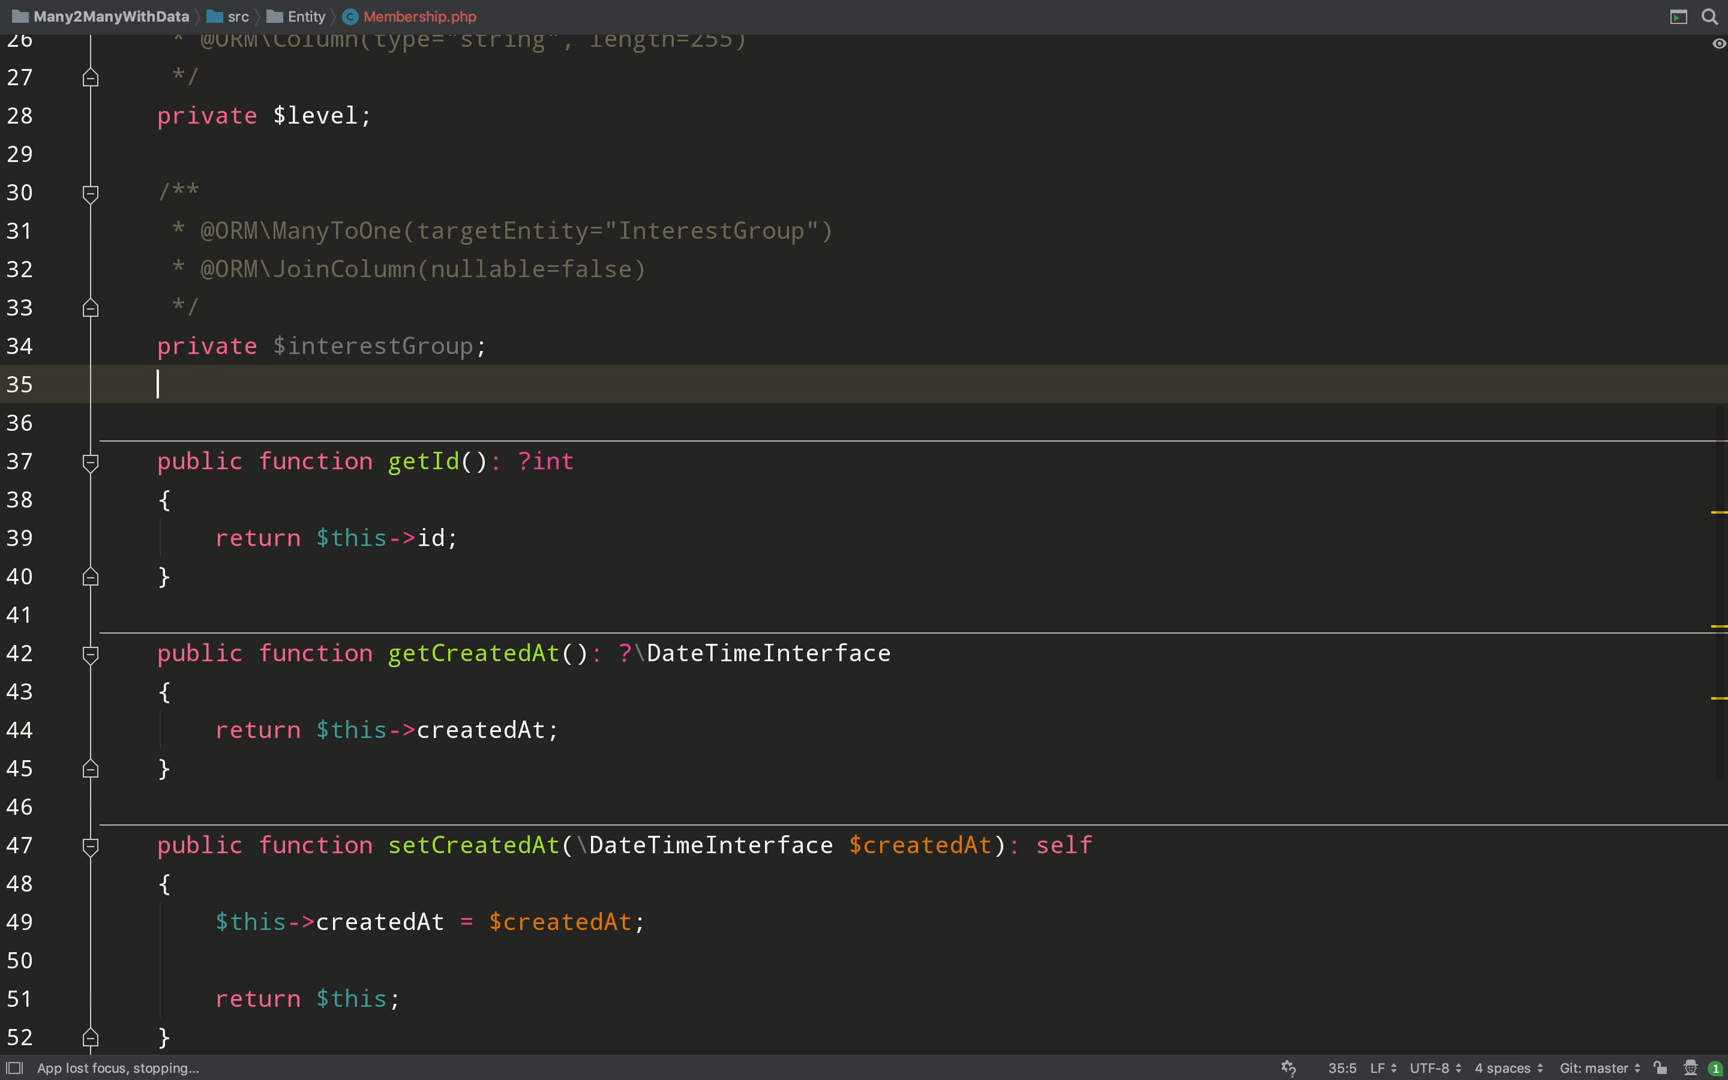 Many2ManyWithData src Entity Membership.php
26 * @ORM\Column(type="string", length=255)
27 */
28 private $level;
29
30 /**
31 * @ORM\ManyToOne(targetEntity="InterestGroup")
32 * @ORM\JoinColumn(nullable=false)
33 */
34 private $interestGroup;
35
36
37 public function getId(): ?int
38 {
39 return $this->id;
40 }
41
42 public function getCreatedAt(): ?\DateTimeInterface
43 {
44 return $this->createdAt;
45 }
46
47 public function setCreatedAt(\DateTimeInterface $createdAt): self
48 {
49 $this->createdAt = $createdAt;
50
51 return $this;
52 }
App lost focus, stopping... 35:5 LF UTF-8 4 spaces Git: master 1